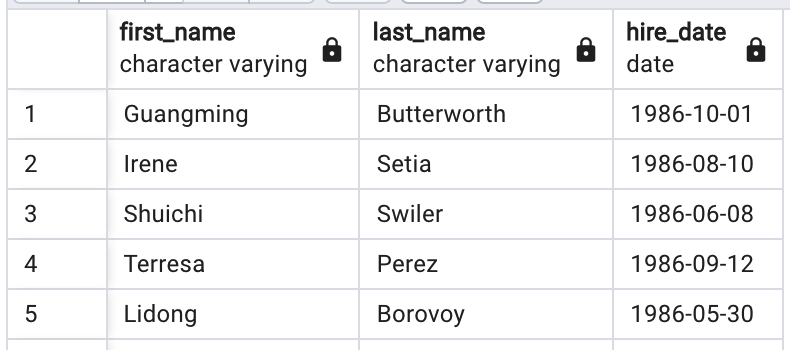 first_name last_name hire_date
character varying character varying date
1 Guangming Butterworth 1986-10-01
2 Irene Setia 1986-08-10
3 Shuichi Swiler 1986-06-08
4 Terresa Perez 1986-09-12
5 Lidong Borovoy 1986-05-30